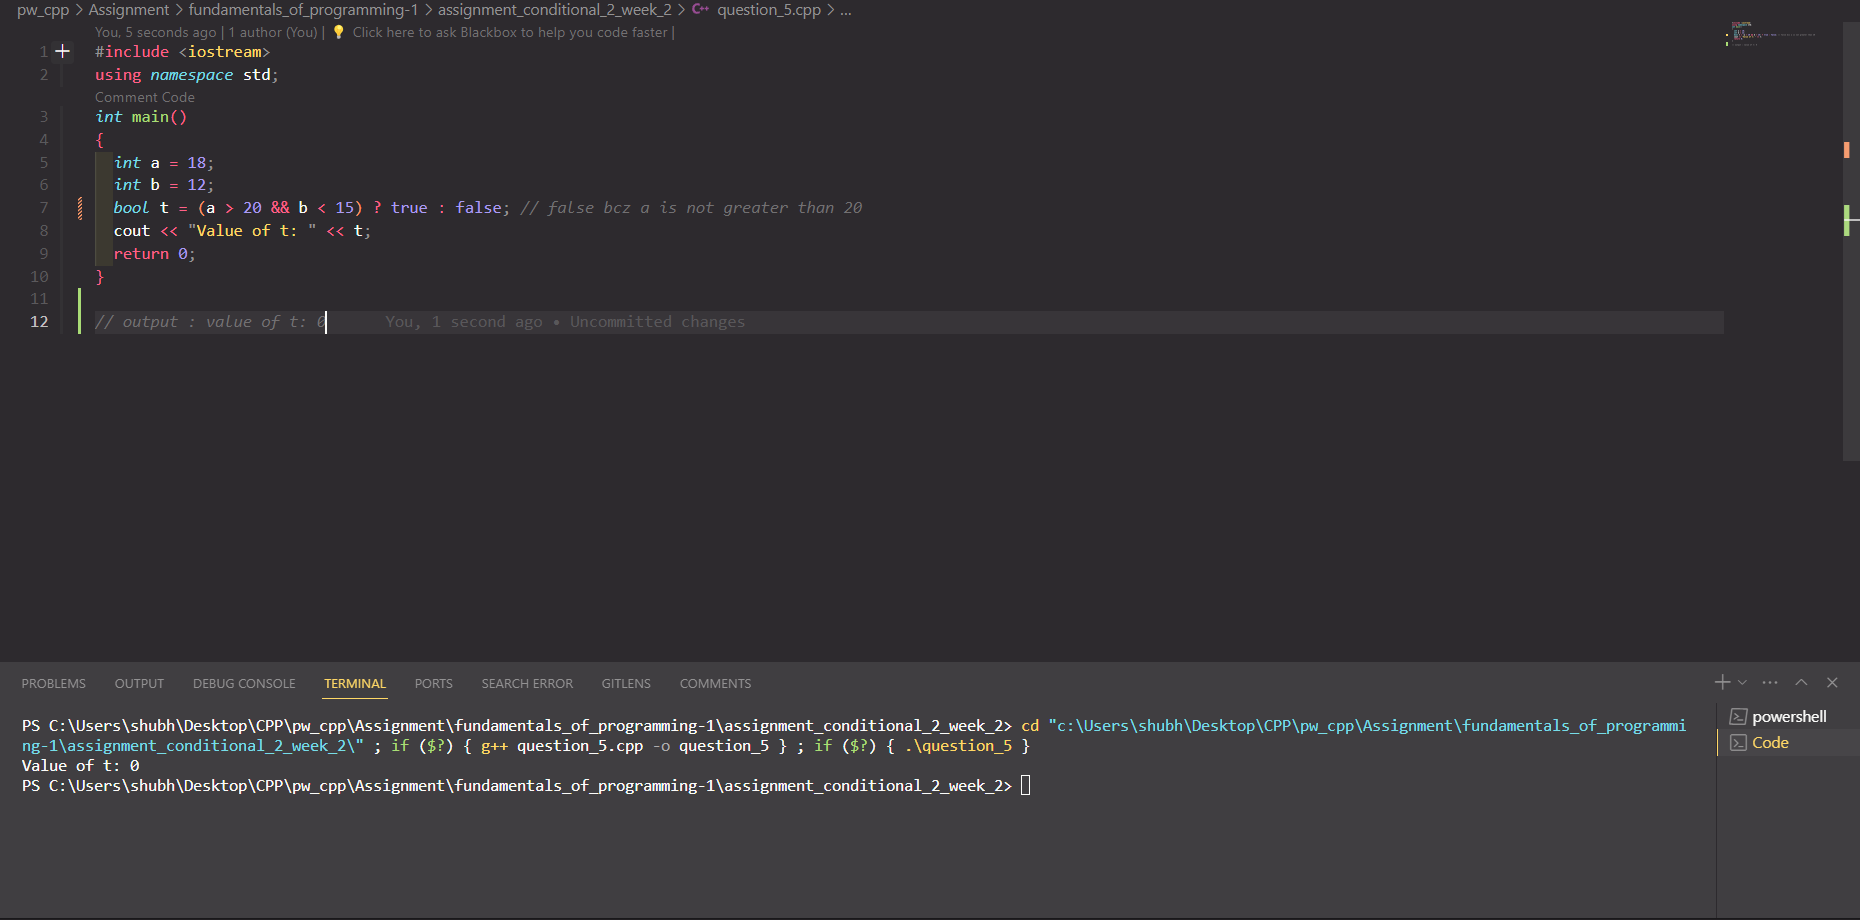 pw_cpp > Assignment > fundamentals_of_programming-1 > assignment_conditional_2_week_2 > C++ question_5.cpp > ...
You, 5 seconds ago | 1 author (You) | 💡 Click here to ask Blackbox to help you code faster |
1 #include <iostream>
2 using namespace std;
Comment Code
3 int main()
4 {
5 int a = 18;
6 int b = 12;
7 bool t = (a > 20 && b < 15) ? true : false; // false bcz a is not greater than 20
8 cout << "Value of t: " << t;
9 return 0;
10 }
11
12 // output : value of t: 0 You, 1 second ago • Uncommitted changes
PROBLEMS OUTPUT DEBUG CONSOLE TERMINAL PORTS SEARCH ERROR GITLENS COMMENTS
PS C:\Users\shubh\Desktop\CPP\pw_cpp\Assignment\fundamentals_of_programming-1\assignment_conditional_2_week_2> cd "c:\Users\shubh\Desktop\CPP\pw_cpp\Assignment\fundamentals_of_programmi
ng-1\assignment_conditional_2_week_2\" ; if ($?) { g++ question_5.cpp -o question_5 } ; if ($?) { .\question_5 }
Value of t: 0
PS C:\Users\shubh\Desktop\CPP\pw_cpp\Assignment\fundamentals_of_programming-1\assignment_conditional_2_week_2>
powershell
Code